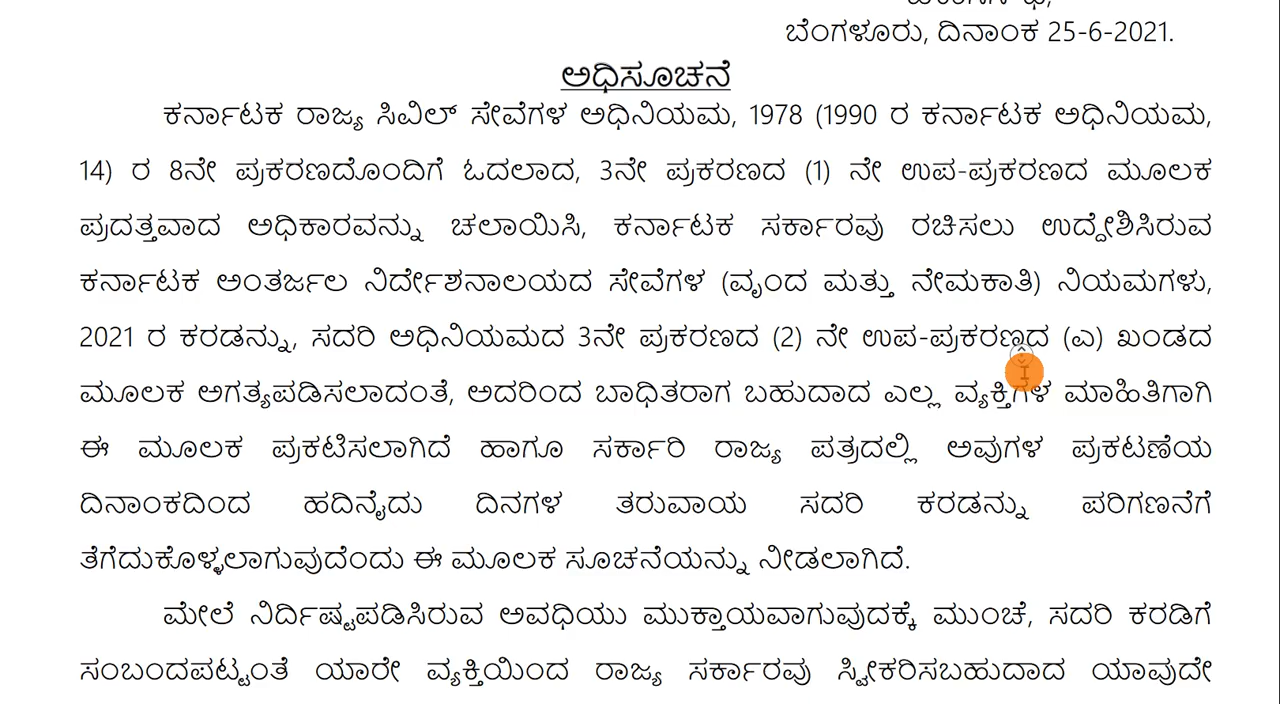 ಬೆಂಗಳೂರು, ದಿನಾಂಕ 25-6-2021.
ಅಧಿಸೂಚನೆ
ಕರ್ನಾಟಕ ರಾಜ್ಯ ಸಿವಿಲ್ ಸೇವೆಗಳ ಅಧಿನಿಯಮ, 1978 (1990 ರ ಕರ್ನಾಟಕ ಅಧಿನಿಯಮ,
14) ರ 8ನೇ ಪ್ರಕರಣದೊಂದಿಗೆ ಓದಲಾದ, 3ನೇ ಪ್ರಕರಣದ (1) ನೇ ಉಪ-ಪ್ರಕರಣದ ಮೂಲಕ
ಪ್ರದತ್ತವಾದ ಅಧಿಕಾರವನ್ನು ಚಲಾಯಿಸಿ, ಕರ್ನಾಟಕ ಸರ್ಕಾರವು ರಚಿಸಲು ಉದ್ದೇಶಿಸಿರುವ
ಕರ್ನಾಟಕ ಅಂತರ್ಜಲ ನಿರ್ದೇಶನಾಲಯದ ಸೇವೆಗಳ (ವೃಂದ ಮತ್ತು ನೇಮಕಾತಿ) ನಿಯಮಗಳು,
2021 ರ ಕರಡನ್ನು, ಸದರಿ ಅಧಿನಿಯಮದ 3ನೇ ಪ್ರಕರಣದ (2) ನೇ ಉಪ-ಪ್ರಕರಣದ (ಎ) ಖಂಡದ
ಮೂಲಕ ಅಗತ್ಯಪಡಿಸಲಾದಂತೆ, ಅದರಿಂದ ಬಾಧಿತರಾಗ ಬಹುದಾದ ಎಲ್ಲ ವ್ಯಕ್ತಿಗಳ ಮಾಹಿತಿಗಾಗಿ
ಈ ಮೂಲಕ ಪ್ರಕಟಿಸಲಾಗಿದೆ ಹಾಗೂ ಸರ್ಕಾರಿ ರಾಜ್ಯ ಪತ್ರದಲ್ಲಿ ಅವುಗಳ ಪ್ರಕಟಣೆಯ
ದಿನಾಂಕದಿಂದ ಹದಿನೈದು ದಿನಗಳ ತರುವಾಯ ಸದರಿ ಕರಡನ್ನು ಪರಿಗಣನೆಗೆ
ತೆಗೆದುಕೊಳ್ಳಲಾಗುವುದೆಂದು ಈ ಮೂಲಕ ಸೂಚನೆಯನ್ನು ನೀಡಲಾಗಿದೆ.
ಮೇಲೆ ನಿರ್ದಿಷ್ಟಪಡಿಸಿರುವ ಅವಧಿಯು ಮುಕ್ತಾಯವಾಗುವುದಕ್ಕೆ ಮುಂಚೆ, ಸದರಿ ಕರಡಿಗೆ
ಸಂಬಂದಪಟ್ಟಂತೆ ಯಾರೇ ವ್ಯಕ್ತಿಯಿಂದ ರಾಜ್ಯ ಸರ್ಕಾರವು ಸ್ವೀಕರಿಸಬಹುದಾದ ಯಾವುದೇ